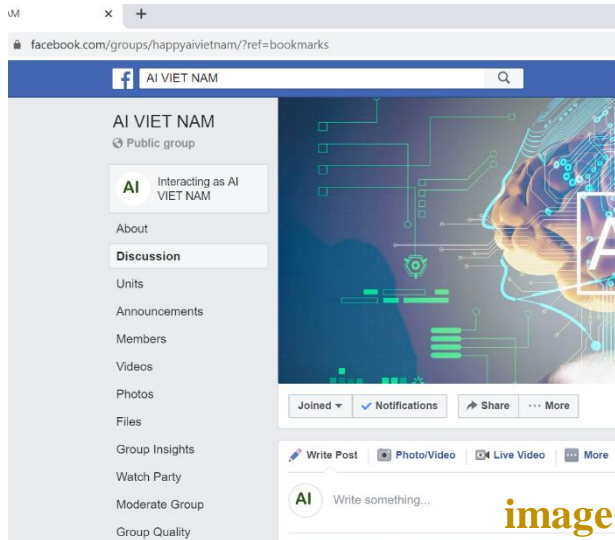 AM
facebook.com/groups/happyaivietnam/?ref=bookmarks
AI VIET NAM
AI VIET NAM
Public group
AI
Interacting as AI
VIET NAM
About
Discussion
Units
Announcements
Members
Videos
Photos
Files
Group Insights
Watch Party
Moderate Group
Group Quality
A
Joined
Notifications
Share
More
Write Post
Photo/Video
Live Video
More
AI
Write something...
image